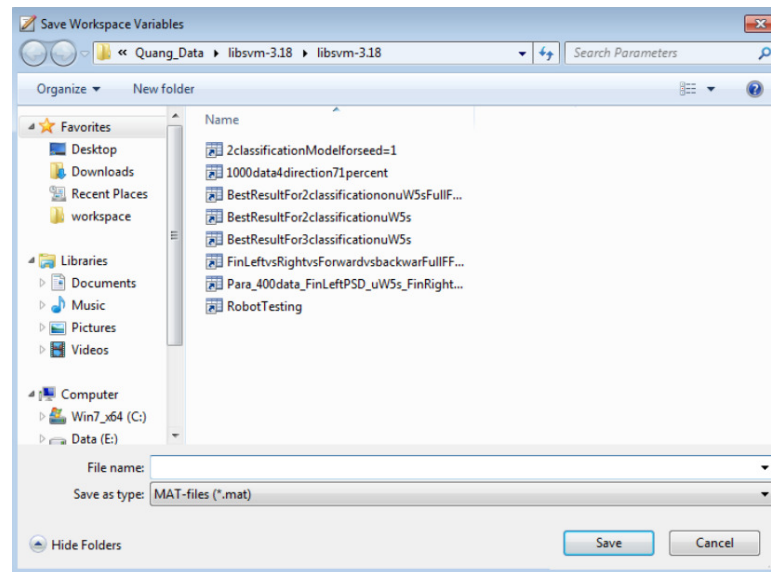 Save Workspace Variables
« Quang_Data libsvm-3.18 libsvm-3.18
Search Parameters
Organize New folder
Name
Favorites
Desktop
Downloads
Recent Places
workspace
Libraries
Documents
Music
Pictures
Videos
Computer
Win7_x64 (C:)
Data (E:)
2classificationModelforseed=1
1000data4direction71percent
BestResultFor2classificationonuW5sFullF...
BestResultFor2classificationuW5s
BestResultFor3classificationuW5s
FinLeftvsRightvsForwardvsbackwarFullFF...
Para_400data_FinLeftPSD_uW5s_FinRight...
RobotTesting
File name:
Save as type: MAT-files (*.mat)
Hide Folders
Save
Cancel